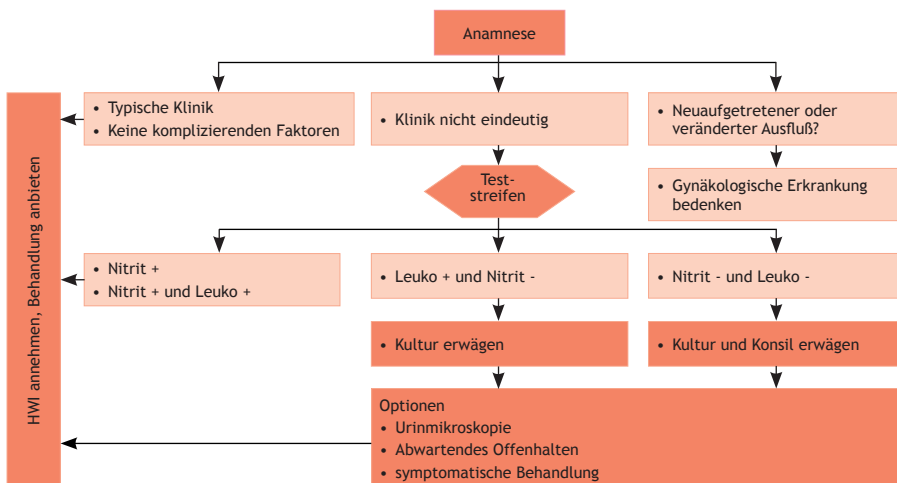 Anamnese
• Typische Klinik
• Keine komplizierenden Faktoren
• Klinik nicht eindeutig
• Neuaufgetretener oder
veränderter Ausfluß?
• Gynäkologische Erkrankung
bedenken
Test-
streifen
HWI annehmen, Behandlung anbieten
• Nitrit +
• Nitrit + und Leuko +
• Leuko + und Nitrit -
• Nitrit - und Leuko -
• Kultur erwägen
• Kultur und Konsil erwägen
Optionen
• Urinmikroskopie
• Abwartendes Offenhalten
• symptomatische Behandlung